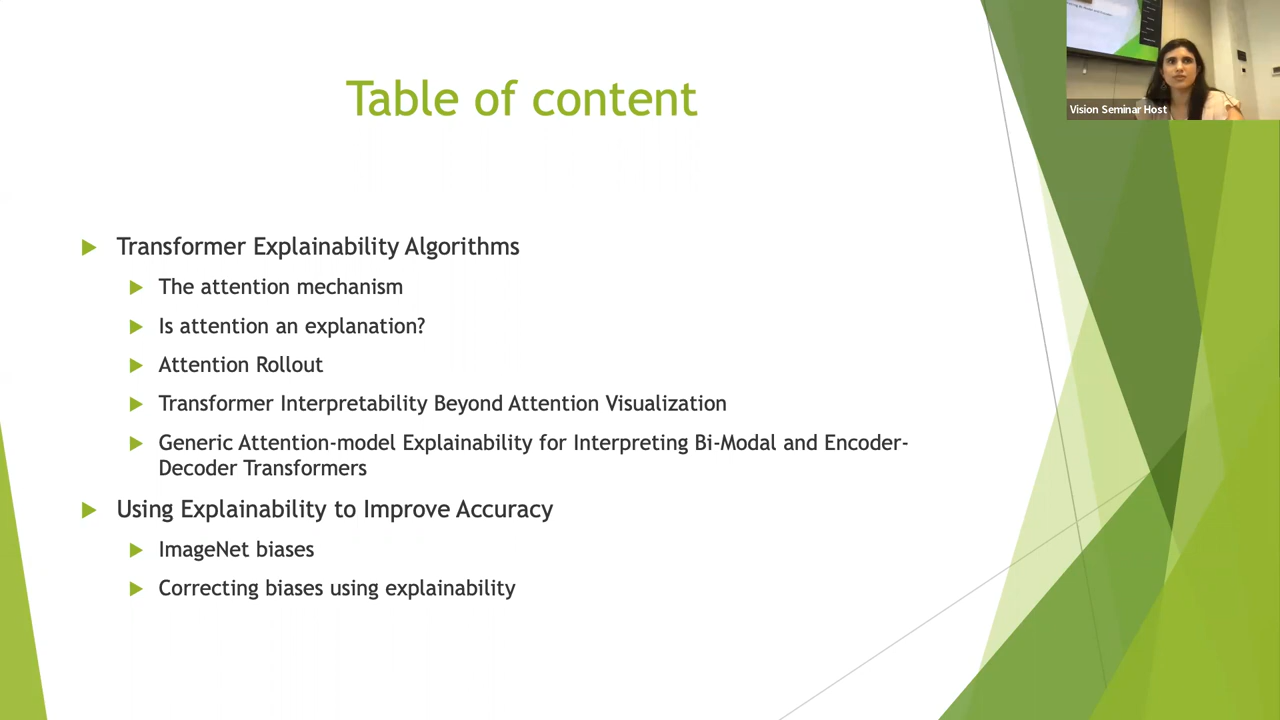 Table of content
Vision Seminar Host
Transformer Explainability Algorithms
The attention mechanism
Is attention an explanation?
Attention Rollout
Transformer Interpretability Beyond Attention Visualization
Generic Attention-model Explainability for Interpreting Bi-Modal and Encoder-
Decoder Transformers
Using Explainability to Improve Accuracy
ImageNet biases
Correcting biases using explainability